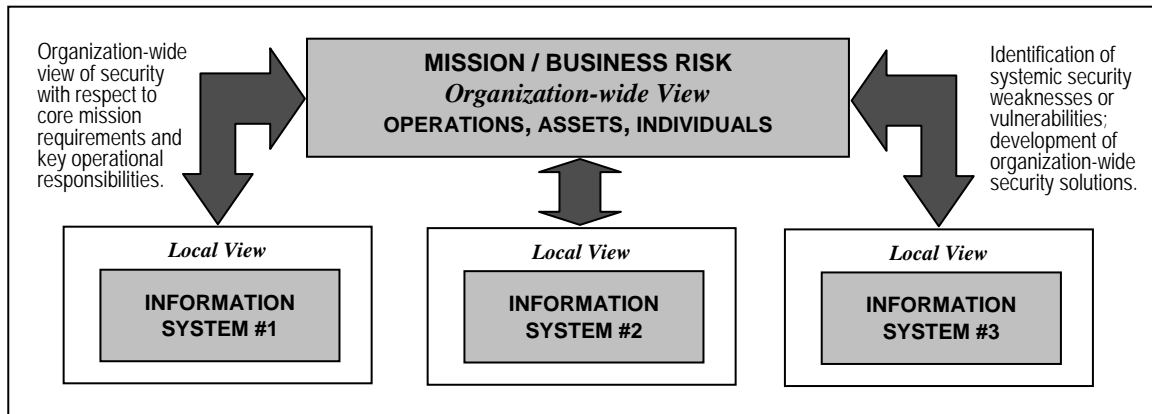 Organization-wide
view of security
with respect to
core mission
requirements and
key operational
responsibilities.
MISSION / BUSINESS RISK
Organization-wide View
OPERATIONS, ASSETS, INDIVIDUALS
Identification of
systemic security
weaknesses or
vulnerabilities;
development of
organization-wide
security solutions.
Local View
INFORMATION
SYSTEM #1
Local View
INFORMATION
SYSTEM #2
Local View
INFORMATION
SYSTEM #3